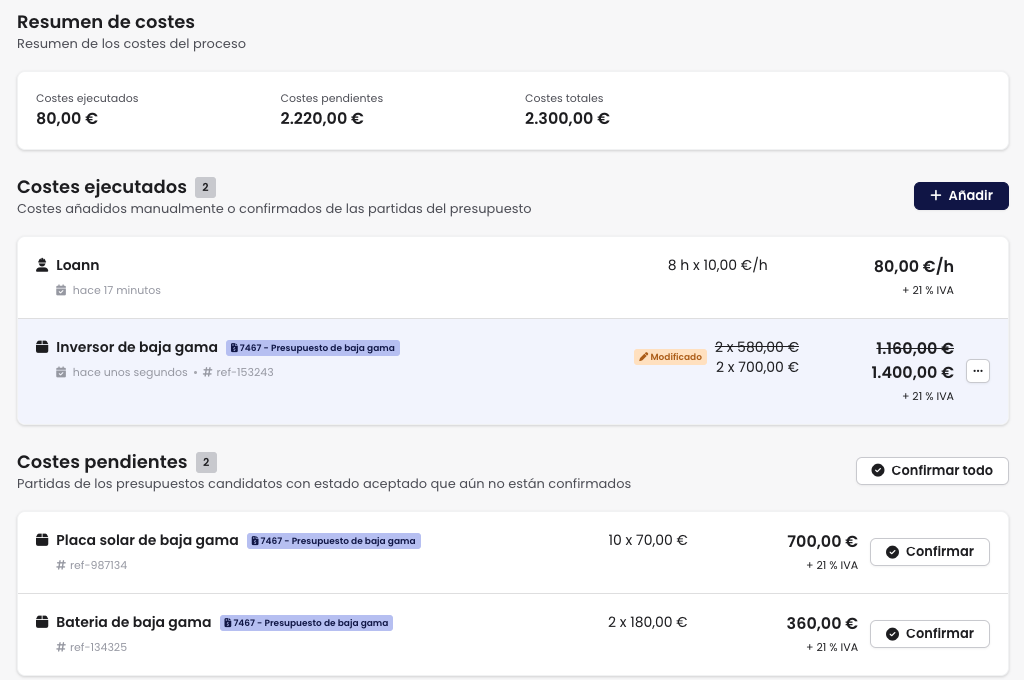 Resumen de costes
Resumen de los costes del proceso
Costes ejecutados
80,00 €
Costes pendientes
2.220,00 €
Costes totales
2.300,00 €
Costes ejecutados 2
Costes añadidos manualmente o confirmados de las partidas del presupuesto
+ Añadir
Loann
8 h x 10,00 €/h
80,00 €/h
hace 17 minutos
+ 21 % IVA
Inversor de baja gama 7467 - Presupuesto de baja gama
Modificado
2 x 580,00 €
2 x 700,00 €
1.160,00 €
1.400,00 €
...
hace unos segundos • # ref-153243
+ 21 % IVA
Costes pendientes 2
Partidas de los presupuestos candidatos con estado aceptado que aún no están confirmados
Confirmar todo
Placa solar de baja gama 7467 - Presupuesto de baja gama
10 x 70,00 €
700,00 €
Confirmar
# ref-987134
+ 21 % IVA
Bateria de baja gama 7467 - Presupuesto de baja gama
2 x 180,00 €
360,00 €
Confirmar
# ref-134325
+ 21 % IVA